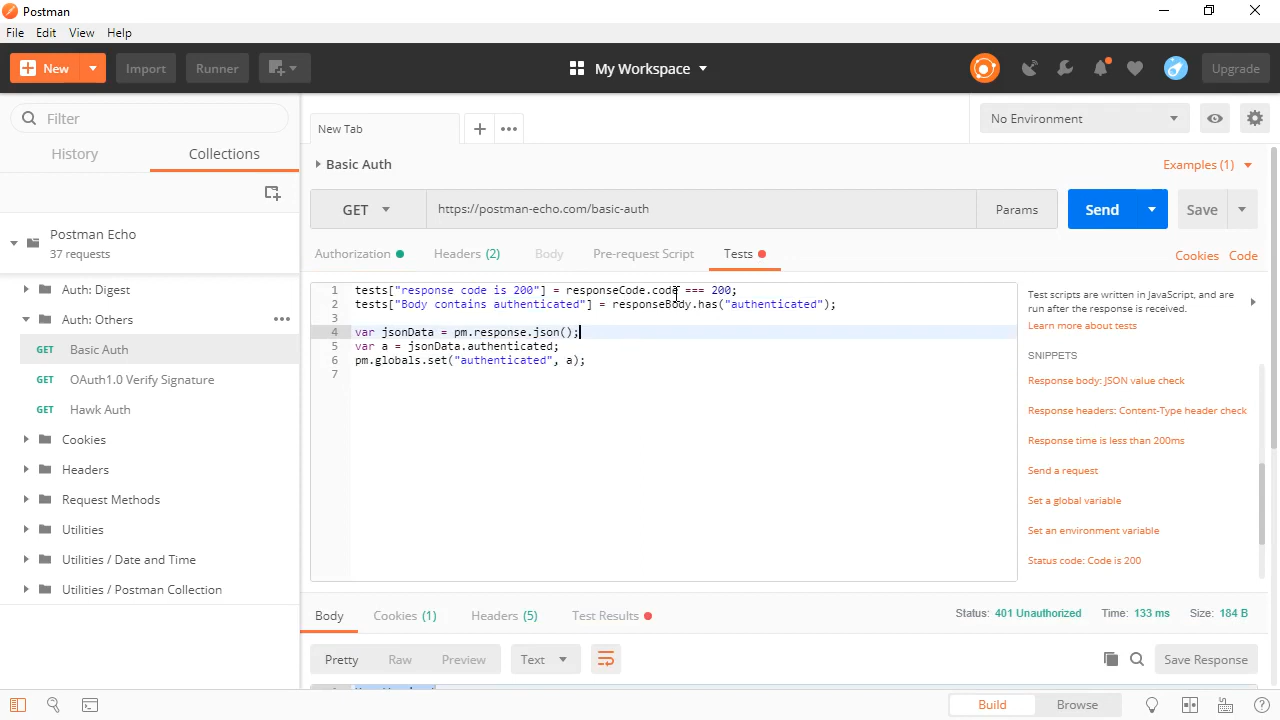 Postman
File Edit View Help
New Import Runner My Workspace Upgrade
Filter
History Collections
Postman Echo
37 requests
Auth: Digest
Auth: Others
GET Basic Auth
GET OAuth1.0 Verify Signature
GET Hawk Auth
Cookies
Headers
Request Methods
Utilities
Utilities / Date and Time
Utilities / Postman Collection
New Tab
No Environment
Basic Auth
Examples (1)
GET https://postman-echo.com/basic-auth Params Send Save
Authorization Headers (2) Body Pre-request Script Tests Cookies Code
1 tests["response code is 200"] = responseCode.code === 200;
2 tests["Body contains authenticated"] = responseBody.has("authenticated");
3
4 var jsonData = pm.response.json();
5 var a = jsonData.authenticated;
6 pm.globals.set("authenticated", a);
7
Test scripts are written in JavaScript, and are
run after the response is received.
Learn more about tests
SNIPPETS
Response body: JSON value check
Response headers: Content-Type header check
Response time is less than 200ms
Send a request
Set a global variable
Set an environment variable
Status code: Code is 200
Body Cookies (1) Headers (5) Test Results Status: 401 Unauthorized Time: 133 ms Size: 184 B
Pretty Raw Preview Text Save Response
Build Browse